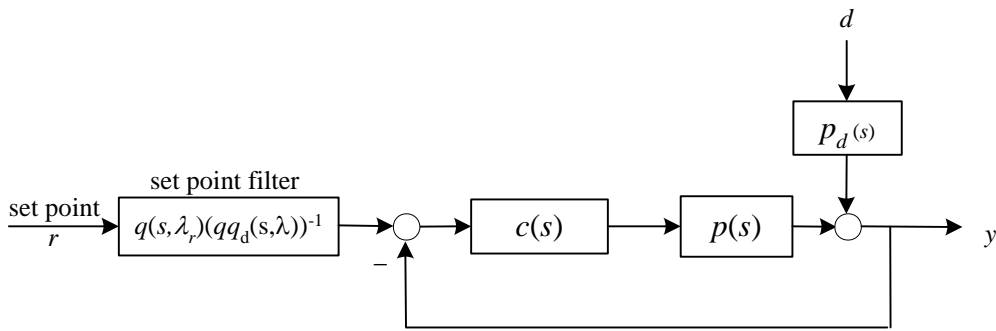 d
p_d (s)
set point filter
set point
r
q(s,λ_r)(qq_d(s,λ))^-1
c(s)
p(s)
−
y